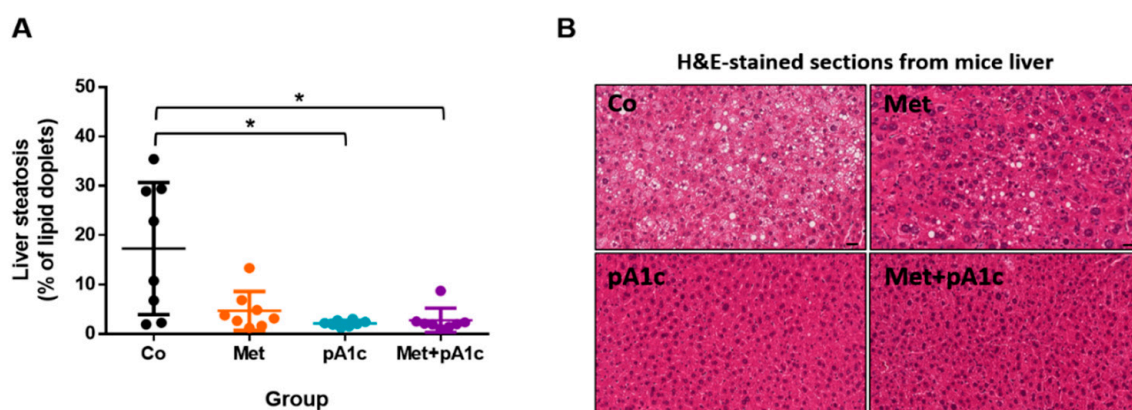 A
50
40
30
20
10
0
Liver steatosis
(% of lipid doplets)
*
*
Co
Met
pA1c
Met+pA1c
Group
B
H&E-stained sections from mice liver
Co
Met
pA1c
Met+pA1c